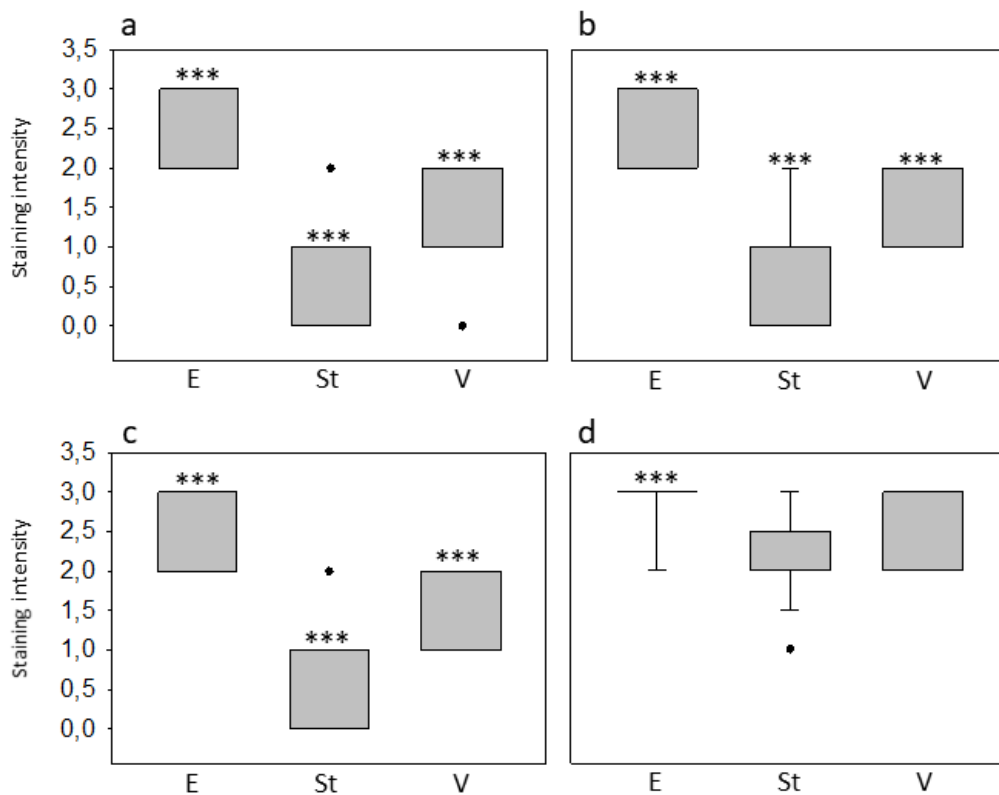 a
b
Staining intensity
3,5
3,0
2,5
2,0
1,5
1,0
0,5
0,0
***
***
***
***
***
***
E St V
E St V
c
d
Staining intensity
3,5
3,0
2,5
2,0
1,5
1,0
0,5
0,0
***
***
***
***
E St V
E St V